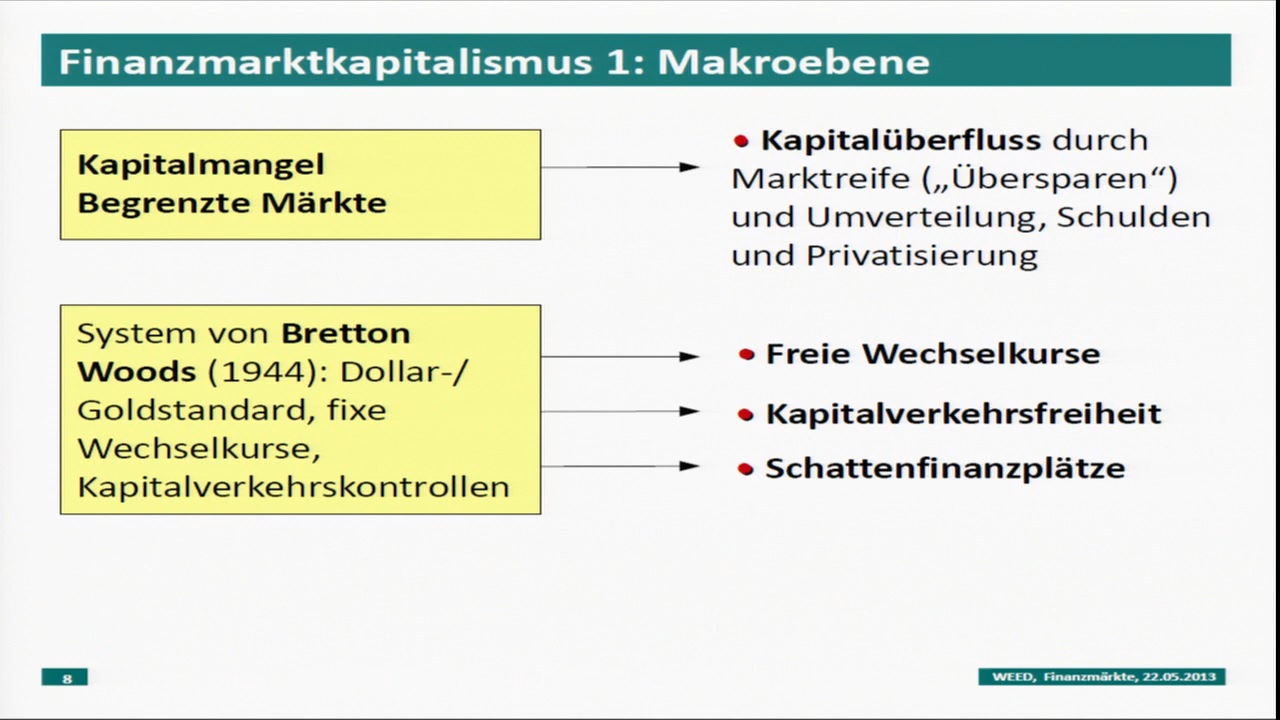 Finanzmarktkapitalismus 1: Makroebene
Kapitalmangel
Begrenzte Märkte
• Kapitalüberfluss durch
Marktreife („Übersparen“)
und Umverteilung, Schulden
und Privatisierung
System von Bretton
Woods (1944): Dollar-/
Goldstandard, fixe
Wechselkurse,
Kapitalverkehrskontrollen
• Freie Wechselkurse
• Kapitalverkehrsfreiheit
• Schattenfinanzplätze
8
WEED, Finanzmärkte, 22.05.2013